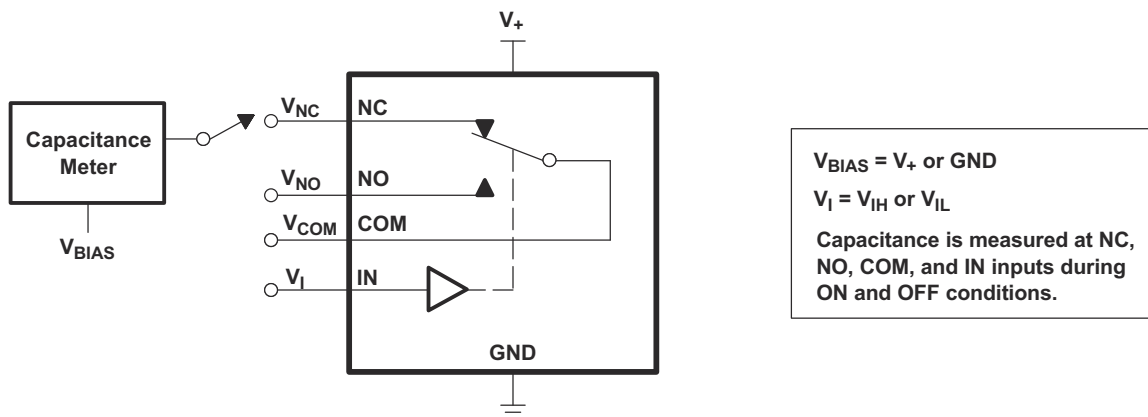 V+
VNC
NC
Capacitance
Meter
VNO
NO
VCOM
COM
VBIAS
VI
IN
GND
VBIAS = V+ or GND
VI = VIH or VIL
Capacitance is measured at NC,
NO, COM, and IN inputs during
ON and OFF conditions.